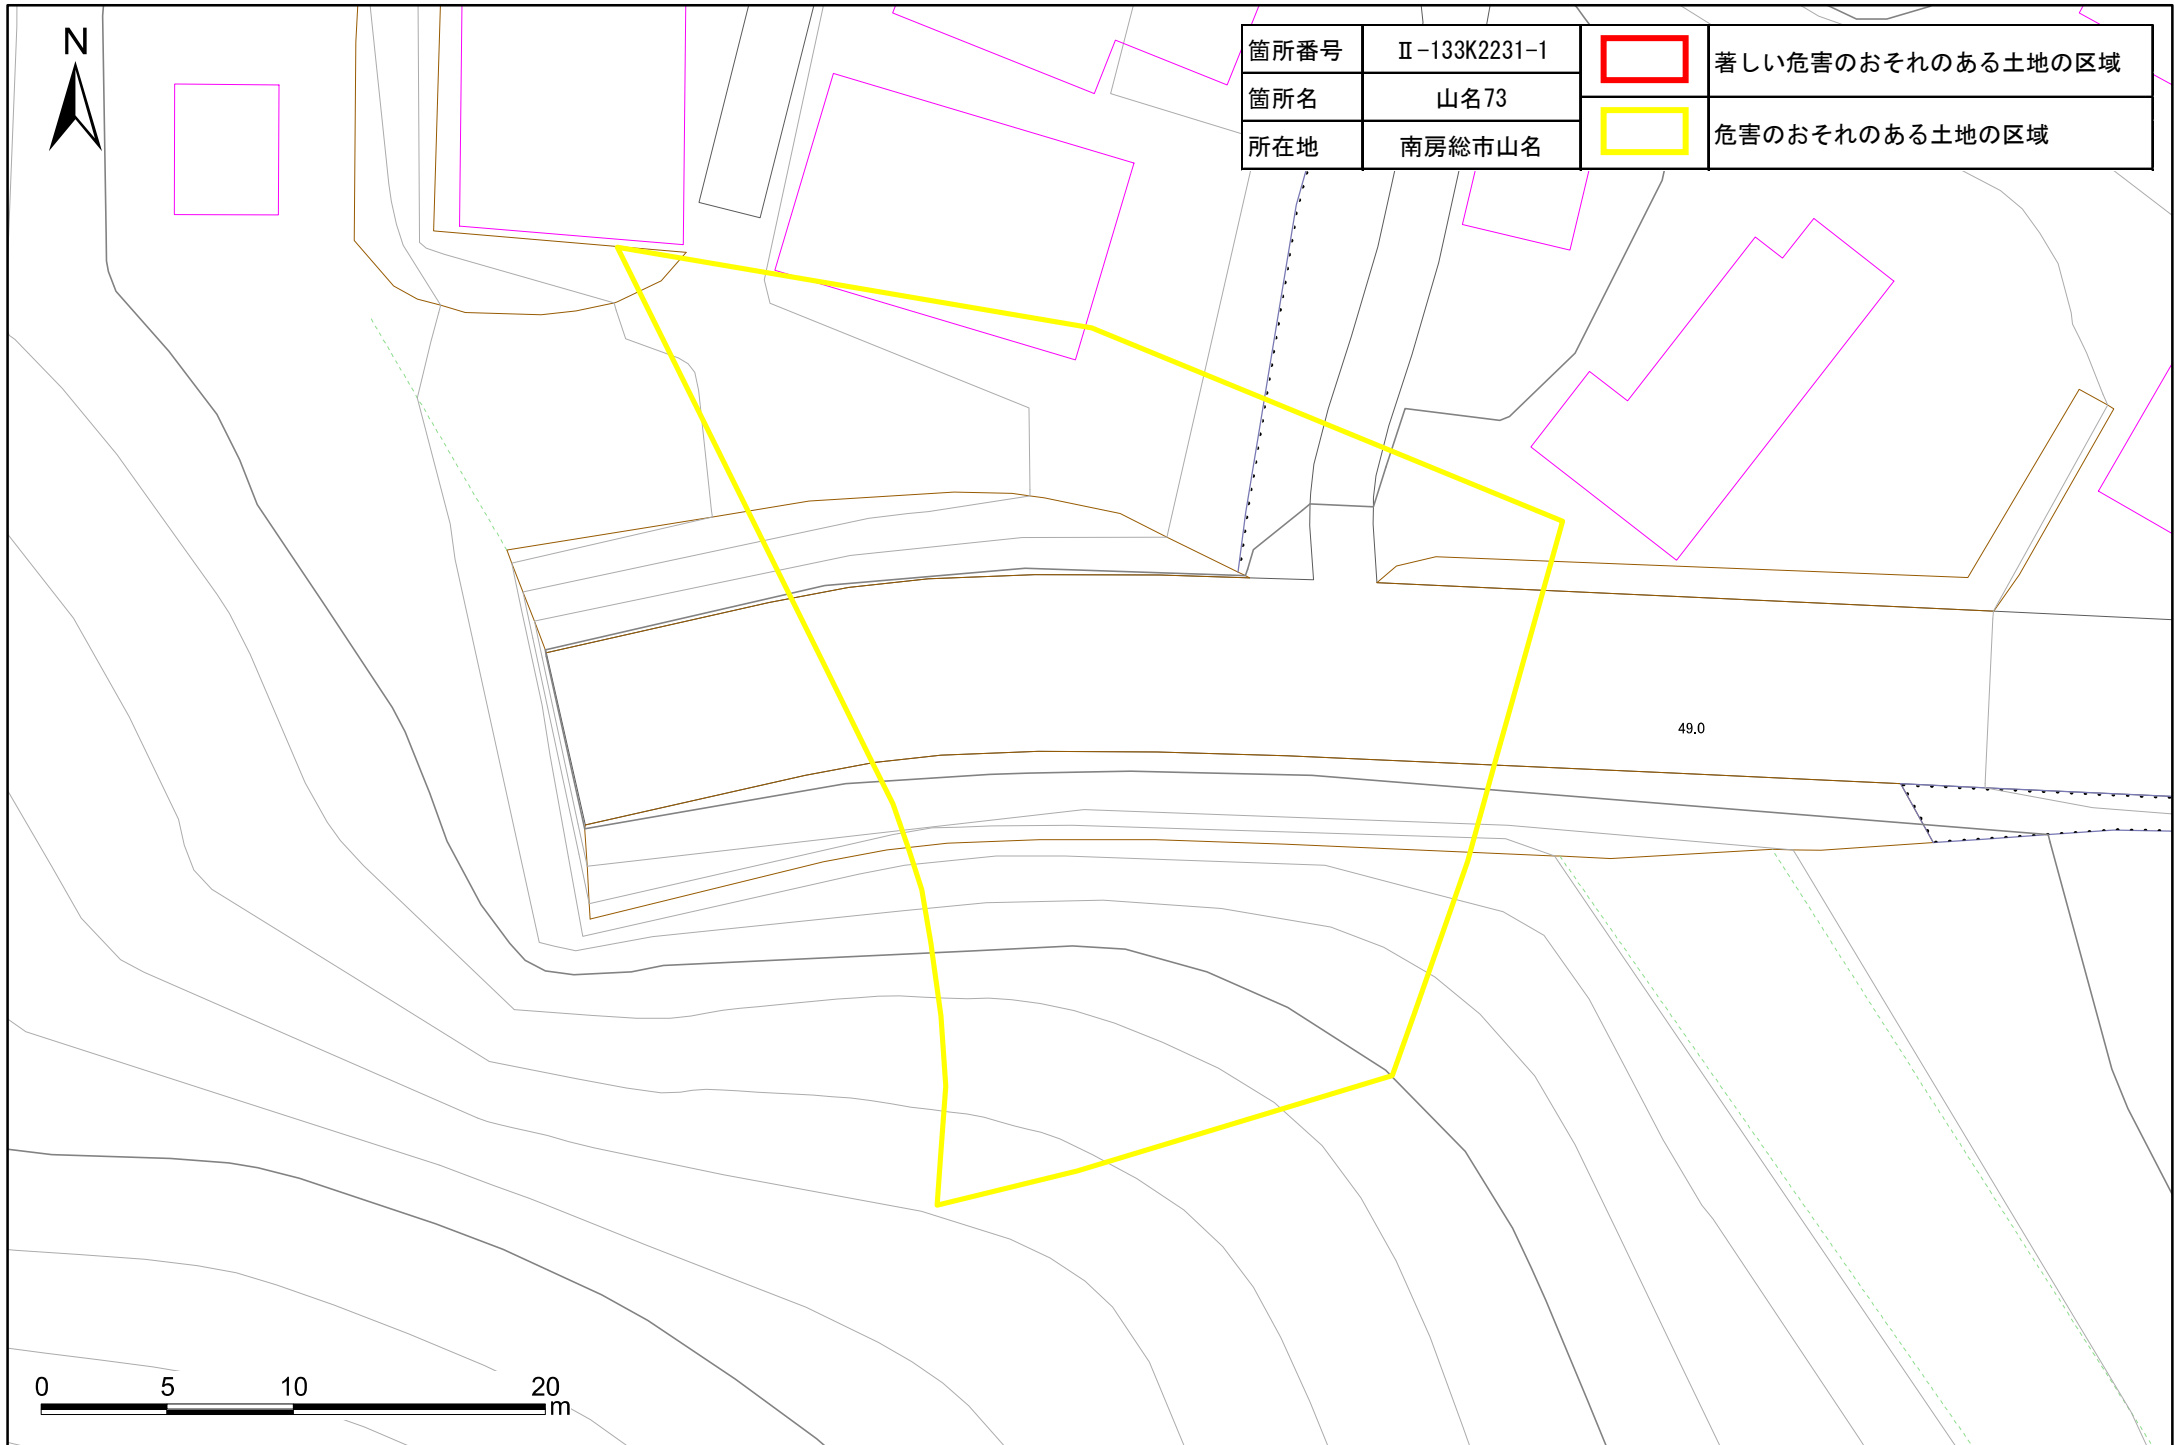 N
箇所番号 Ⅱ-133K2231-1
箇所名 山名73
所在地 南房総市山名
著しい危害のおそれのある土地の区域
危害のおそれのある土地の区域
49.0
0 5 10 20
m